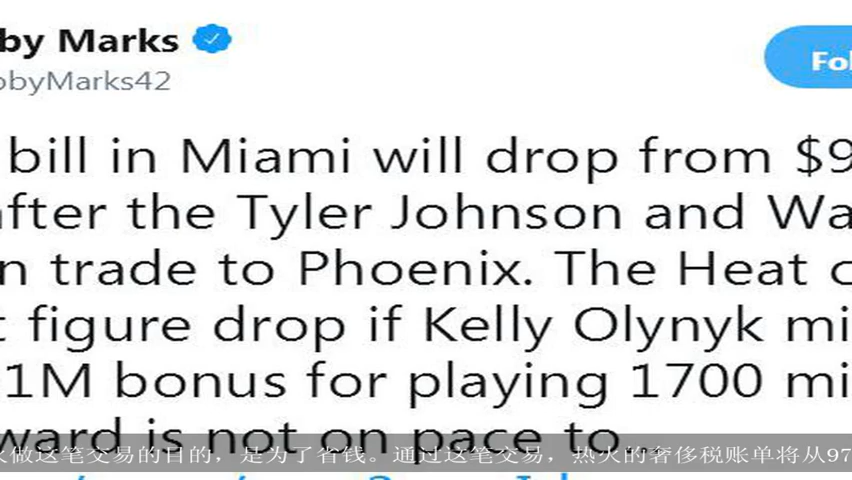 by Marks
obyMarks42
Fol
bill in Miami will drop from $9
after the Tyler Johnson and Wa
n trade to Phoenix. The Heat
figure drop if Kelly Olynyk mi
1M bonus for playing 1700 mi
ward is not on pace to..
做这笔交易的目的，是为了省钱。通过这笔交易，热火的奢侈税账单将从97